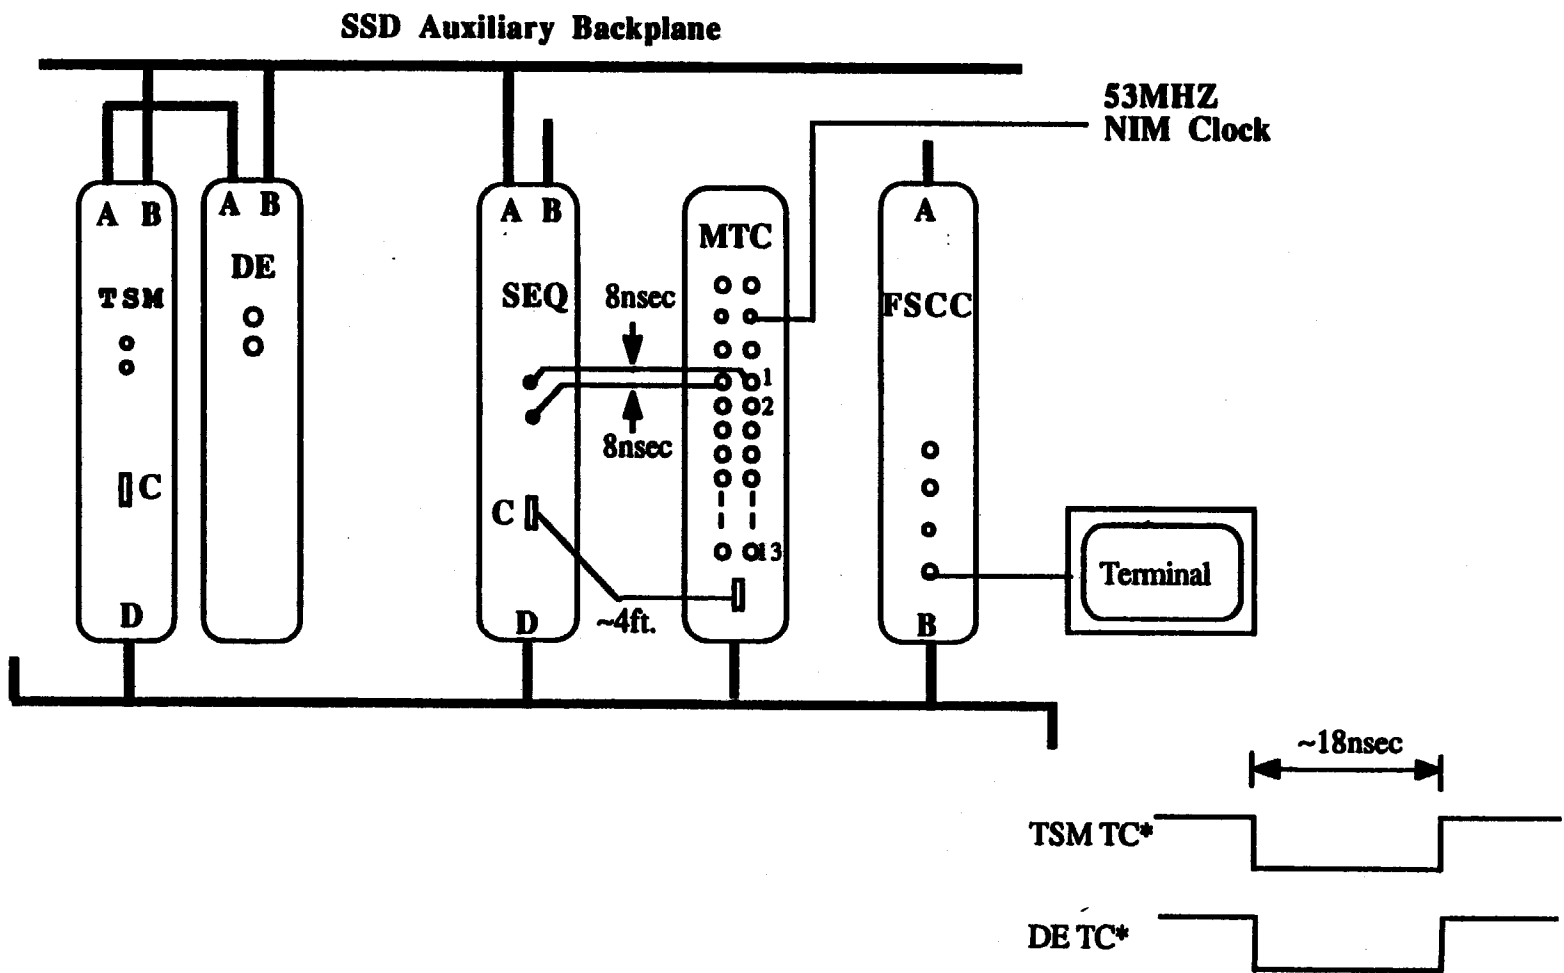 SSD Auxiliary Backplane
53MHZ
NIM Clock
A B
A B
A B
A
MTC
DE
TSM
SEQ
8nsec
FSCC
1
2
8nsec
C
C
13
Terminal
~4ft.
D
D
B
~18nsec
TSM TC*
DE TC*